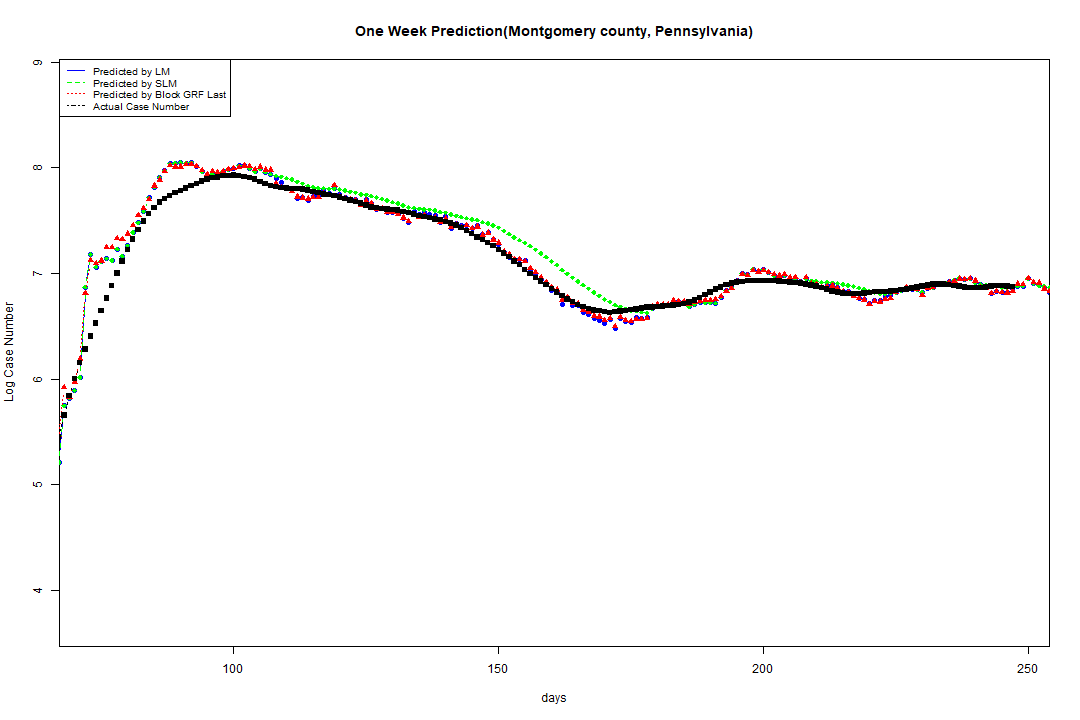 One Week Prediction(Montgomery county, Pennsylvania)
Predicted by LM
Predicted by SLM
Predicted by Block GRF Last
Actual Case Number
Log Case Number
9
8
7
6
5
4
100 150 200 250
days